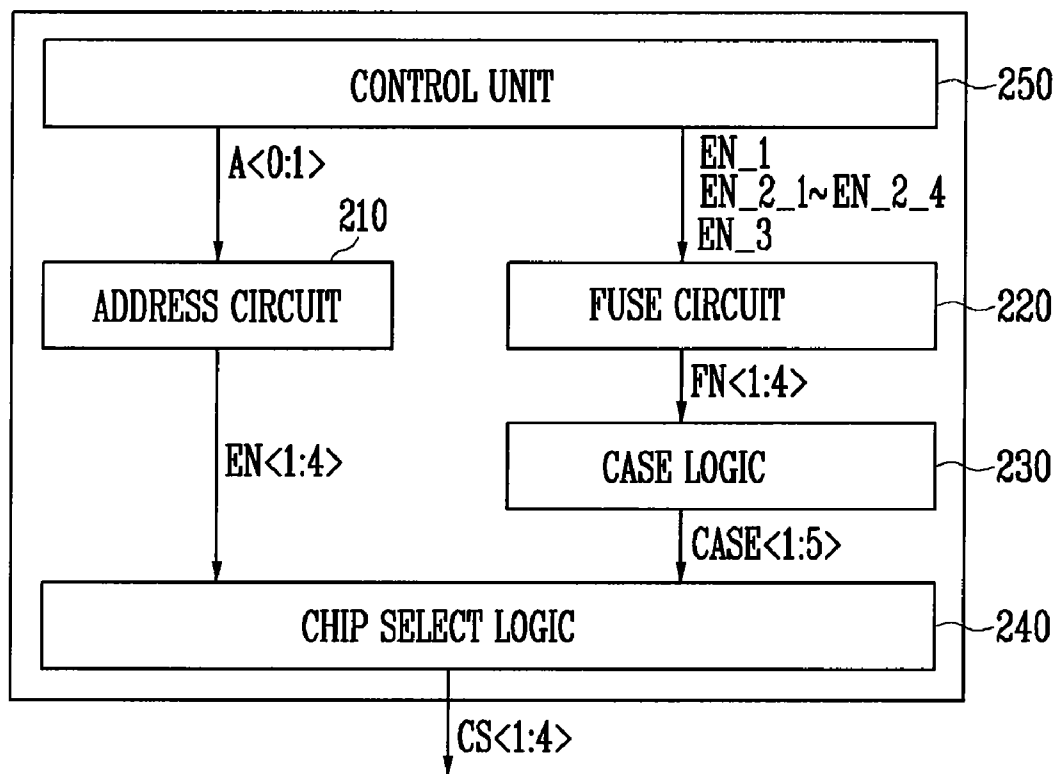 CONTROL UNIT
250
A<0:1>
EN_1
EN_2_1~EN_2_4
EN_3
210
ADDRESS CIRCUIT
FUSE CIRCUIT
220
FN<1:4>
EN<1:4>
CASE LOGIC
230
CASE<1:5>
CHIP SELECT LOGIC
240
CS<1:4>